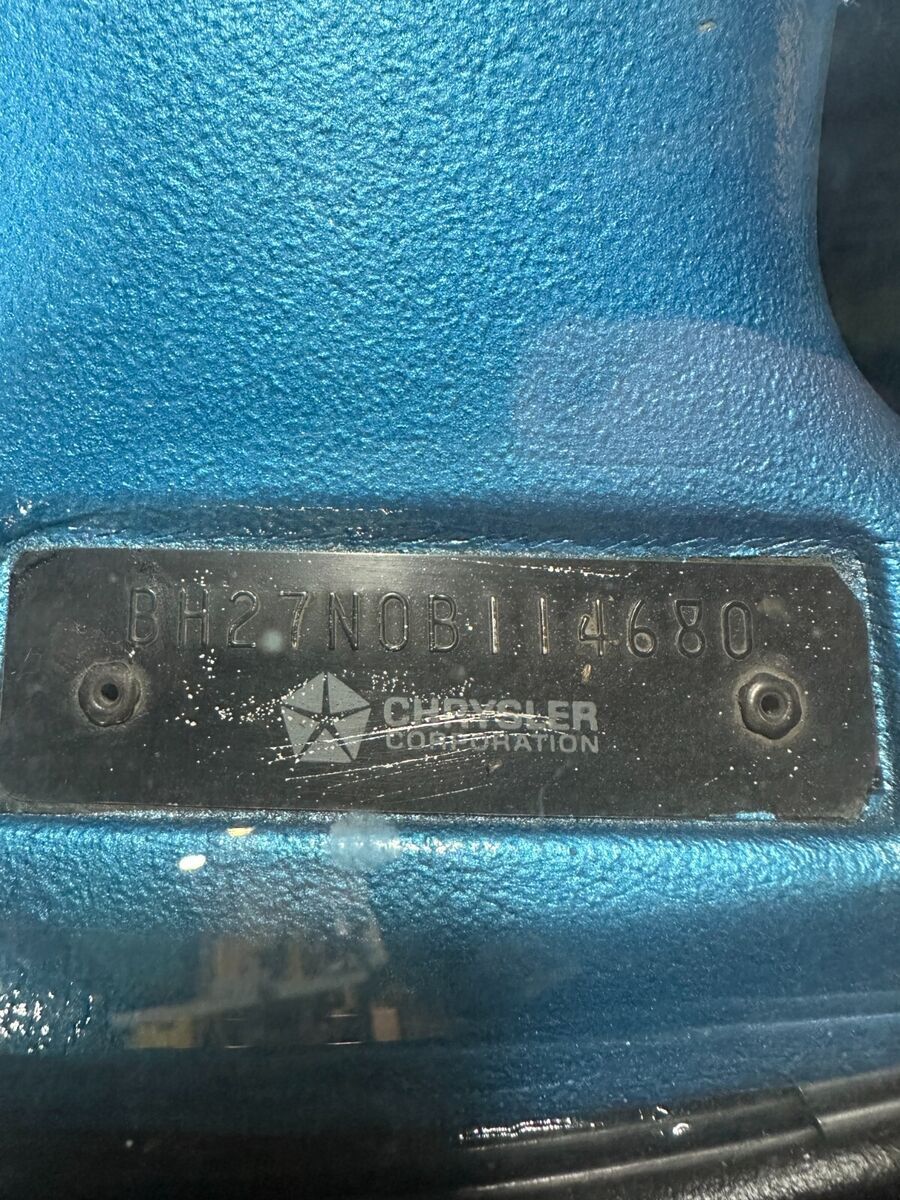 BH27N0B114680
CHRYSLER
CORPORATION